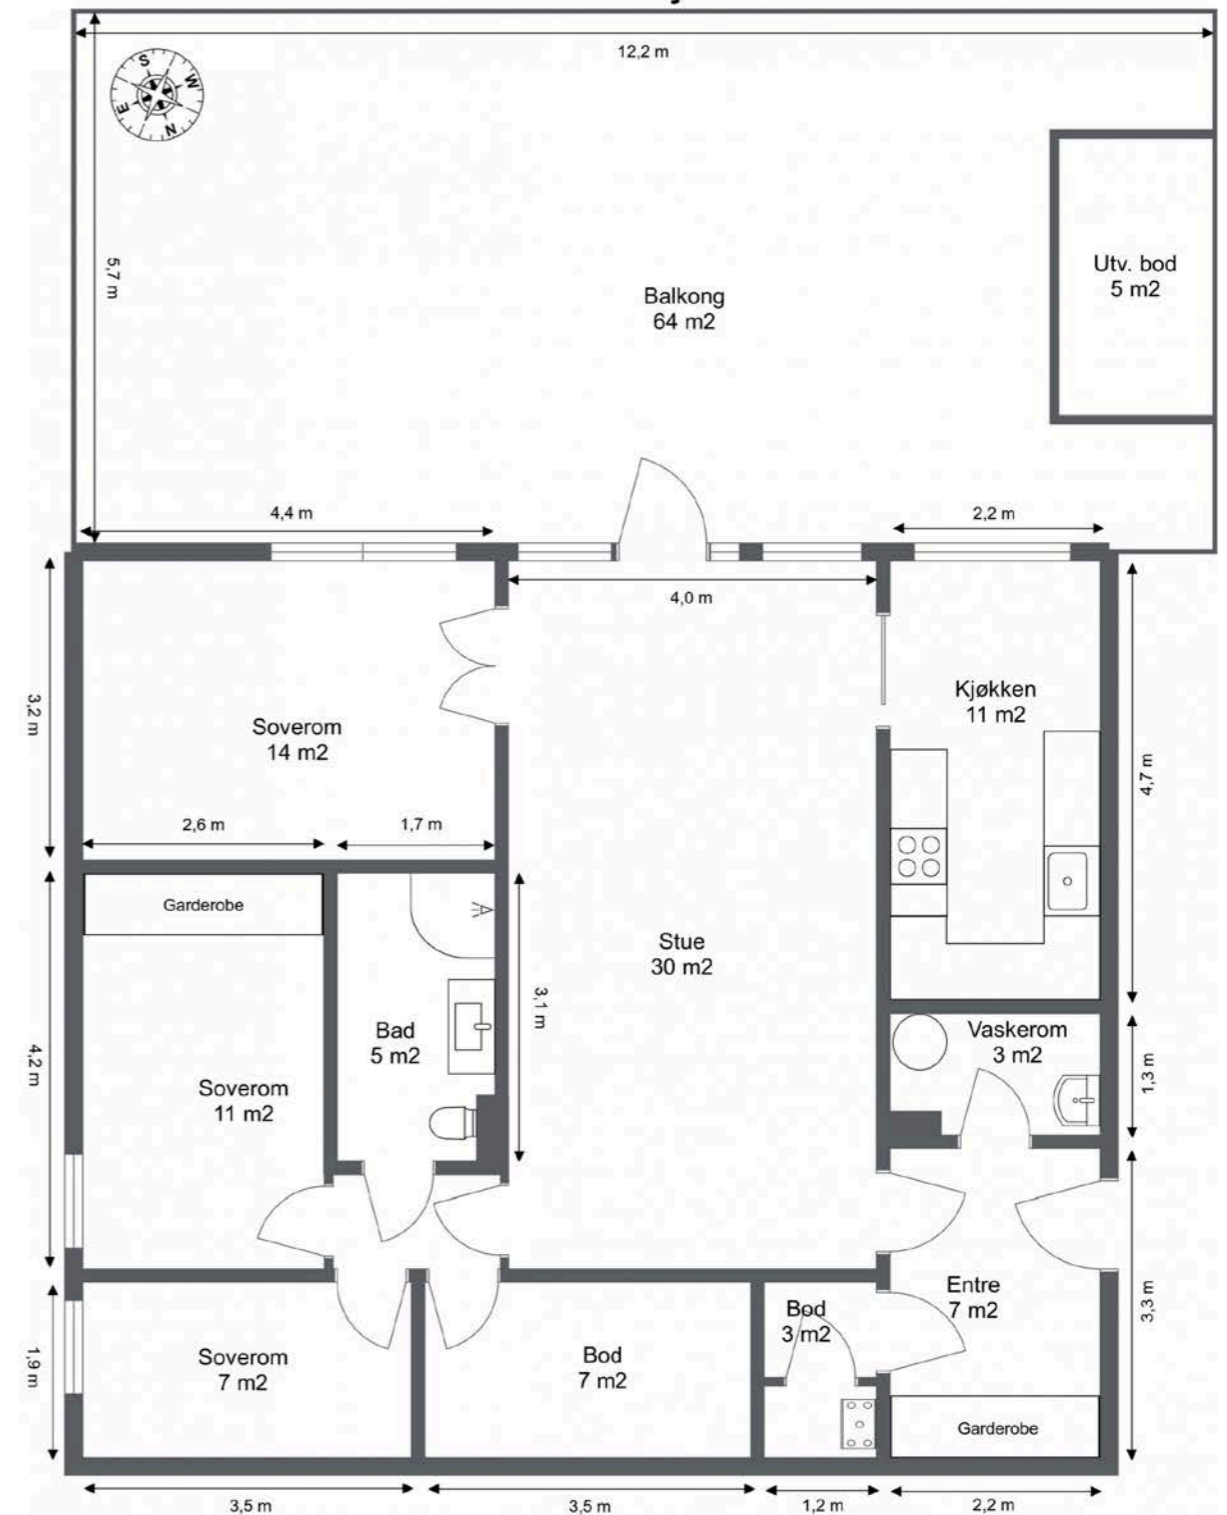 12,2 m
S
W
E
N
5,7 m
Utv. bod
5 m2
Balkong
64 m2
4,4 m
2,2 m
4,0 m
3,2 m
Soverom
14 m2
Kjøkken
11 m2
4,7 m
2,6 m
1,7 m
Garderobe
Stue
30 m2
3,1 m
Bad
5 m2
Vaskerom
3 m2
1,3 m
4,2 m
Soverom
11 m2
Entre
7 m2
3,3 m
Bod
3 m2
1,9 m
Soverom
7 m2
Bod
7 m2
Garderobe
3,5 m
3,5 m
1,2 m
2,2 m